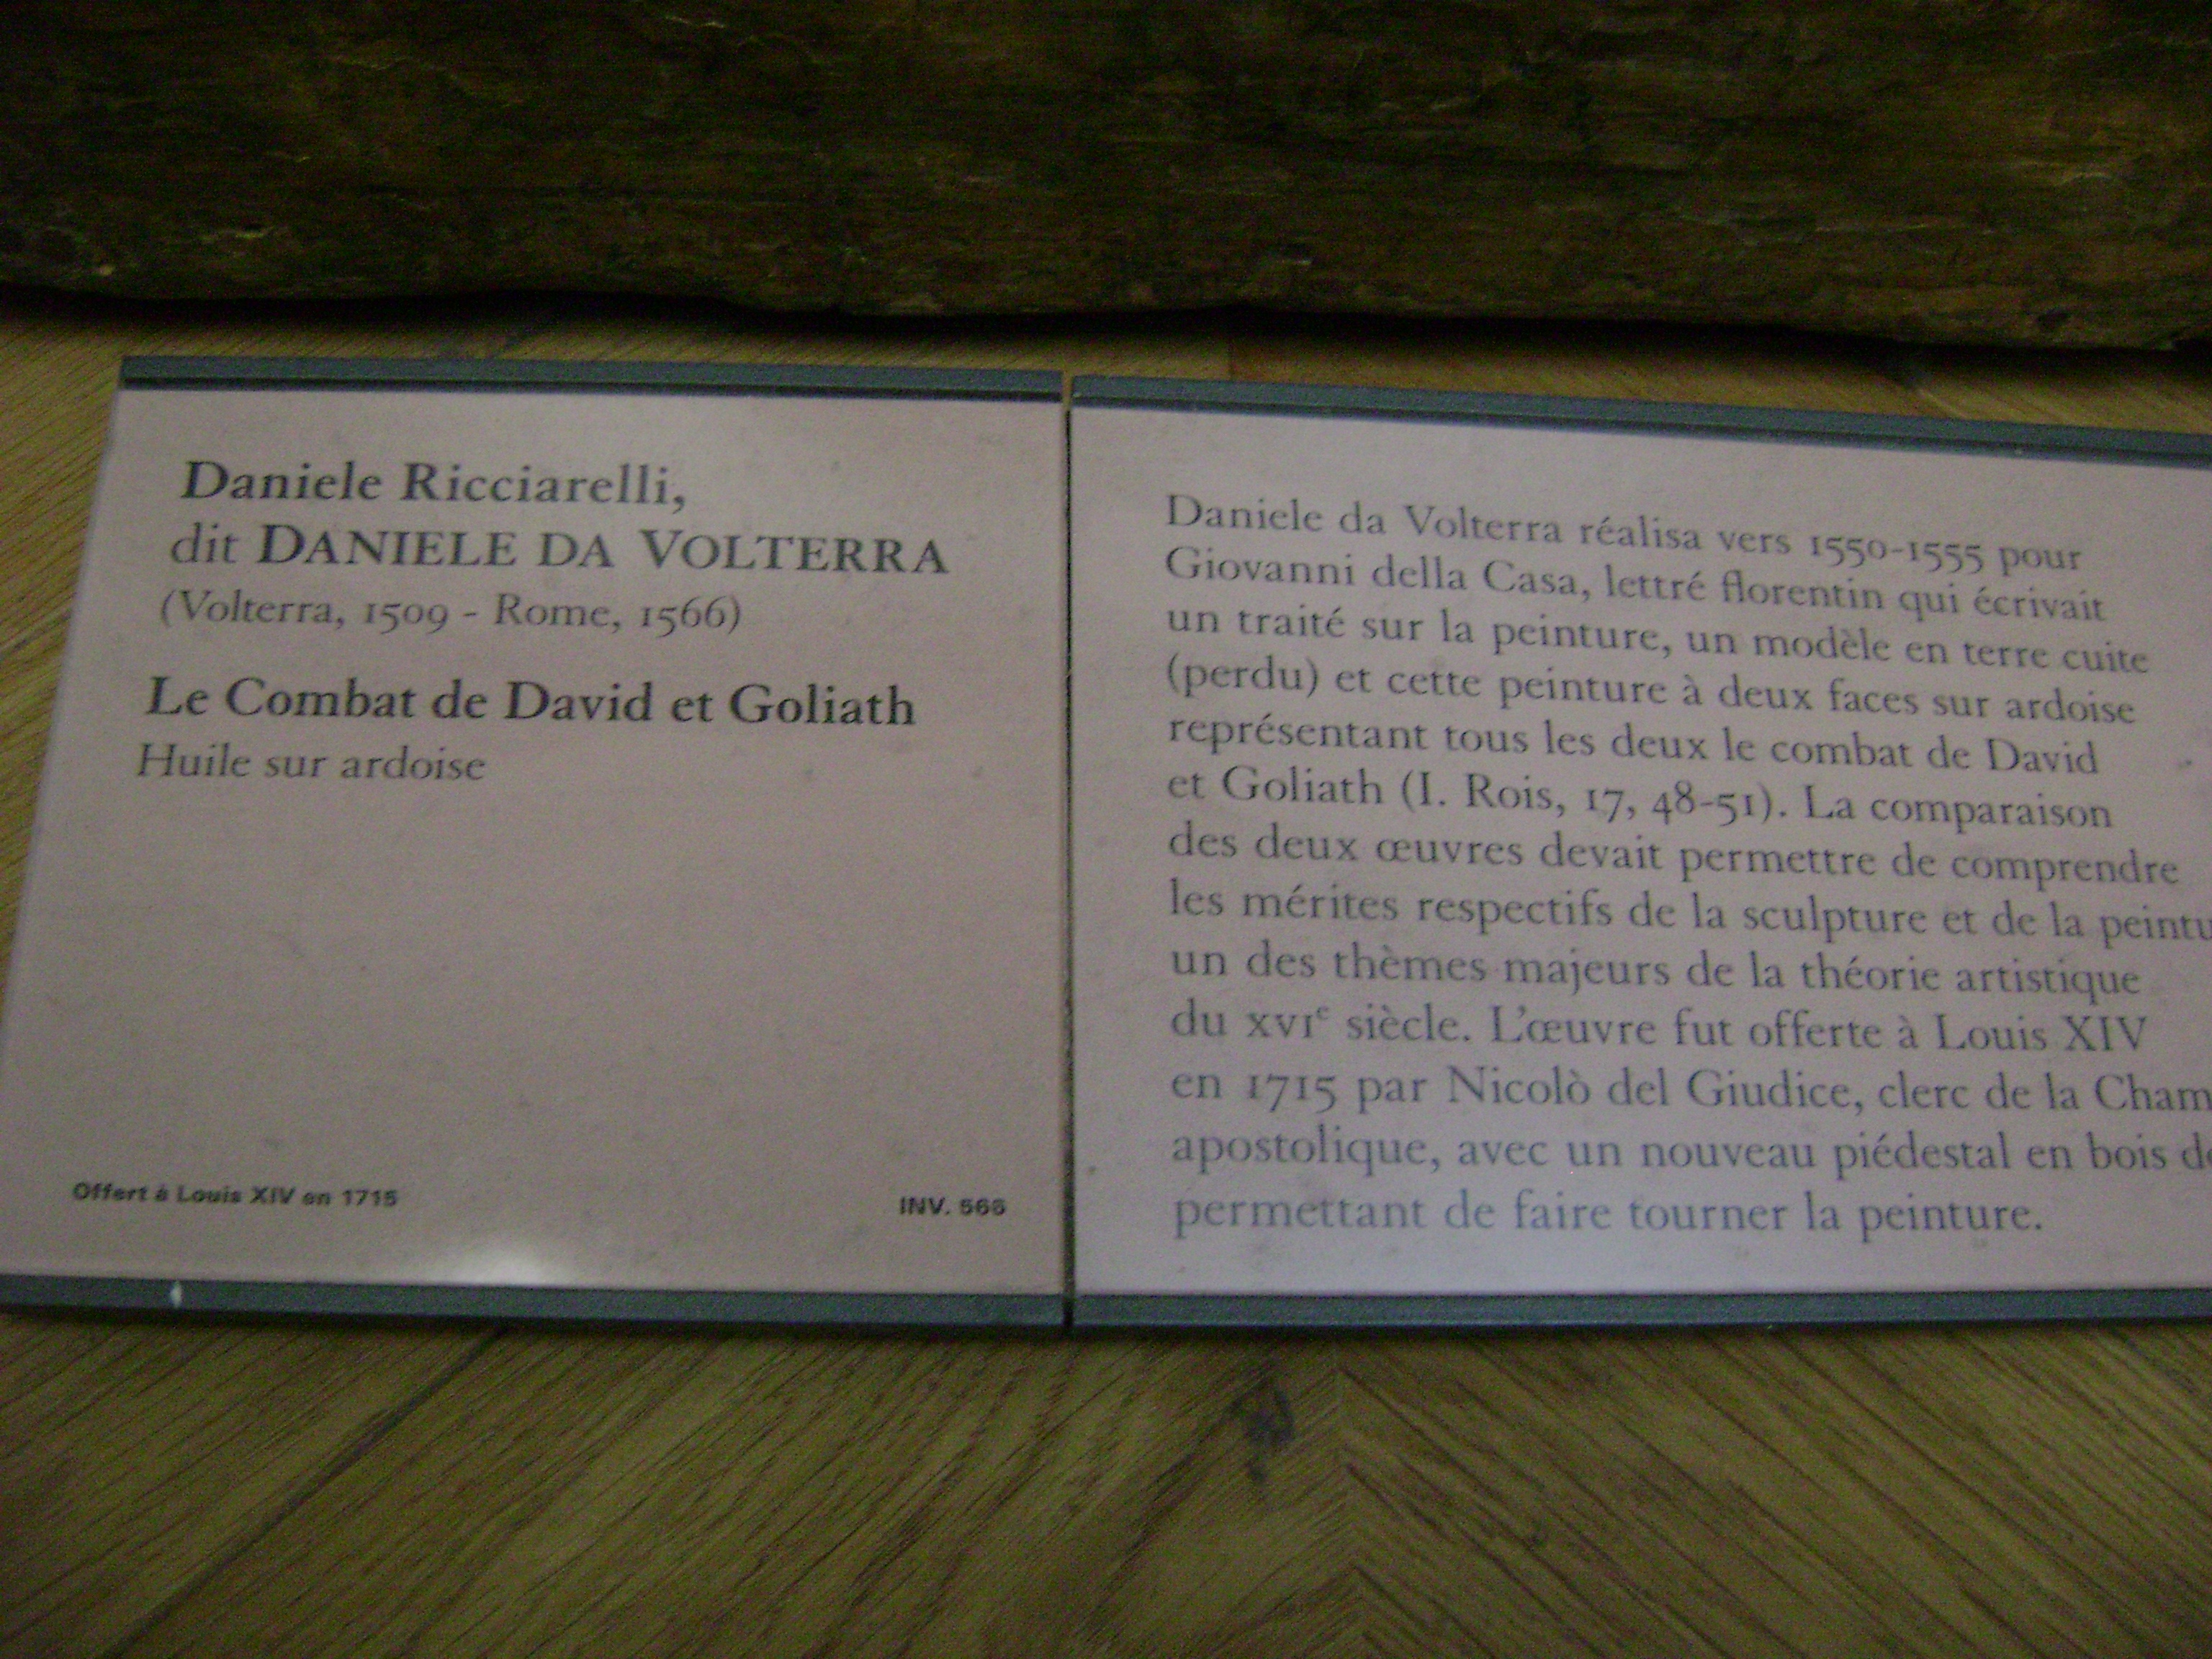 Daniele Ricciarelli,
dit DANIELE DA VOLTERRA
(Volterra, 1509 - Rome, 1566)
Le Combat de David et Goliath
Huile sur ardoise
Offert à Louis XIV en 1715
INV.
Daniele da Volterra réalisa vers 1550-1555 pour
Giovanni della Casa, lettré florentin qui écrivait
un traité sur la peinture, un modèle en terre cuite
(perdu) et cette peinture à deux faces sur ardoise
représentant tous les deux le combat de David
et Goliath (I. Rois, 17, 48-51). La comparaison
des deux œuvres devait permettre de comprendre
les mérites respectifs de la sculpture et de la peintu
un des thèmes majeurs de la théorie artistique
du XVIe siècle. L'œuvre fut offerte à Louis XIV
en 1715 par Nicolò del Giudice, clerc de la Cham
apostolique, avec un nouveau piédestal en bois d
permettant de faire tourner la peinture.